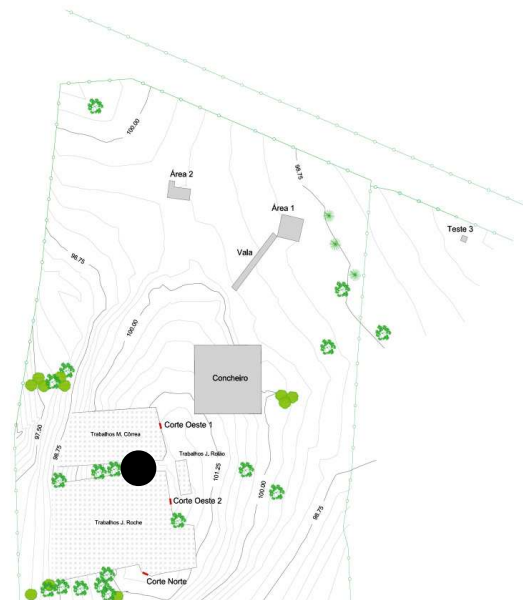 100.00
98.75
Área 2
Área 1
Teste 3
Vala
98.75
100.00
Concheiro
Corte Oeste 1
Trabalhos M. Côrrea
97.50
98.75
Trabalhos J. Rolão
101.25
100.00
Corte Oeste 2
98.75
Trabalhos J. Roche
Corte Norte